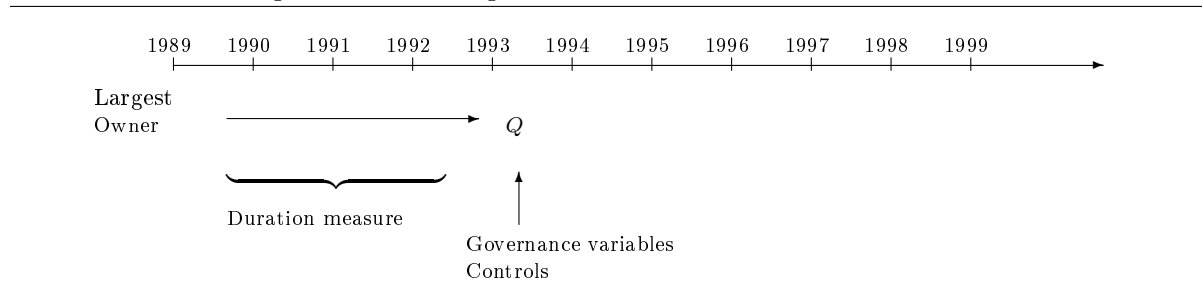 1989 1990 1991 1992 1993 1994 1995 1996 1997 1998 1999
Largest
Owner
Q
Duration measure
Governance variables
Controls